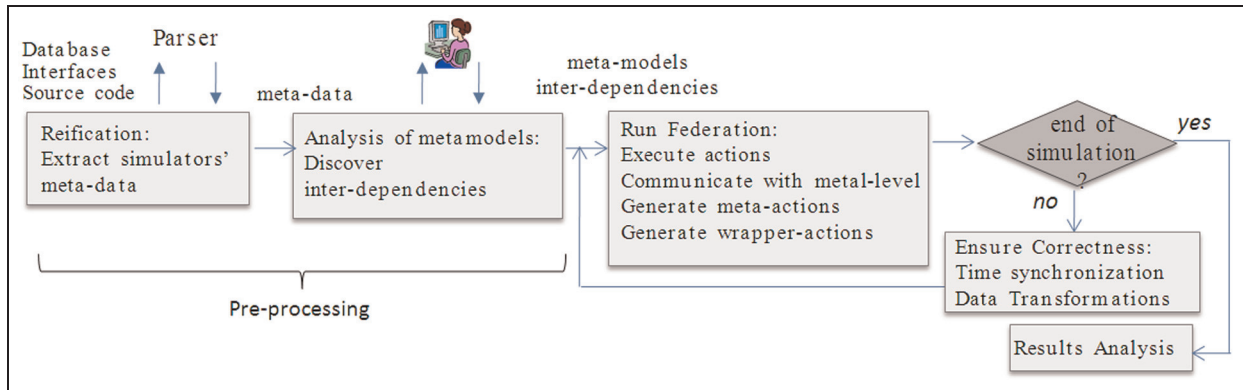 Database
Interfaces
Source code
Parser
meta-data
meta-models
inter-dependencies
Reification:
Extract simulators'
meta-data
Analysis of metamodels:
Discover
inter-dependencies
Run Federation:
Execute actions
Communicate with metal-level
Generate meta-actions
Generate wrapper-actions
end of
simulation
?
yes
no
Ensure Correctness:
Time synchronization
Data Transformations
Pre-processing
Results Analysis